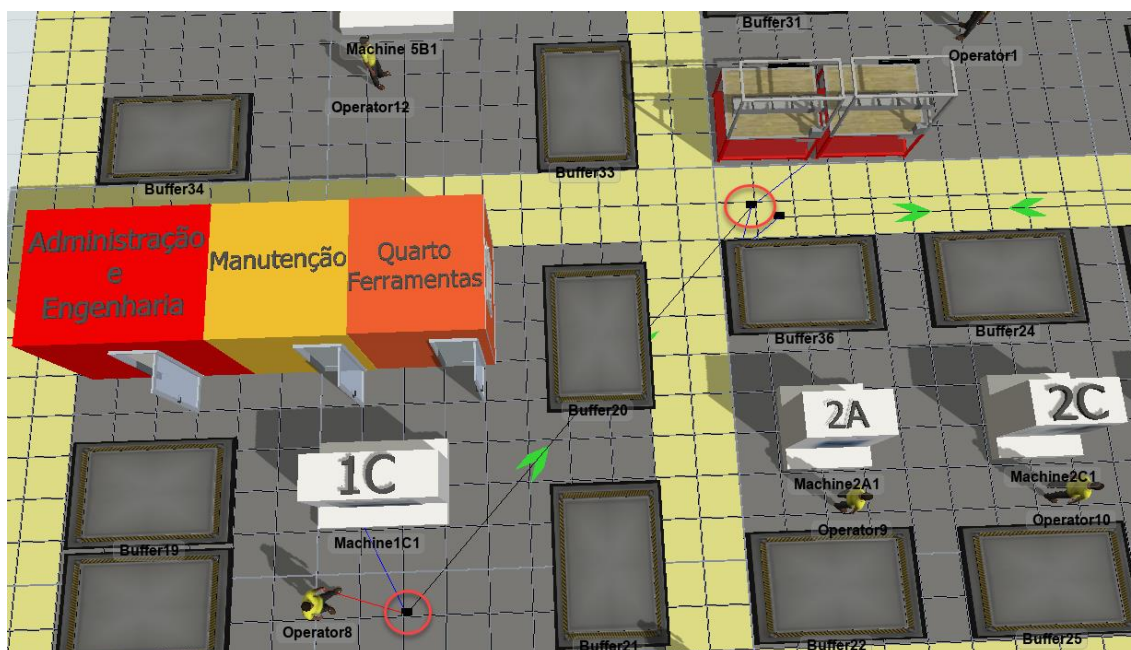 Buffer31
Machine 5B1
Operator1
Operator12
Buffer33
Buffer34
Administração
e
Engenharia
Manutenção
Quarto
Ferramentas
Buffer36
Buffer24
Buffer20
2A
2C
1C
Machine2A1
Machine2C1
Operator9
Operator10
Buffer19
Machine1C1
Operator8
Buffer21
Buffer22
Buffer25